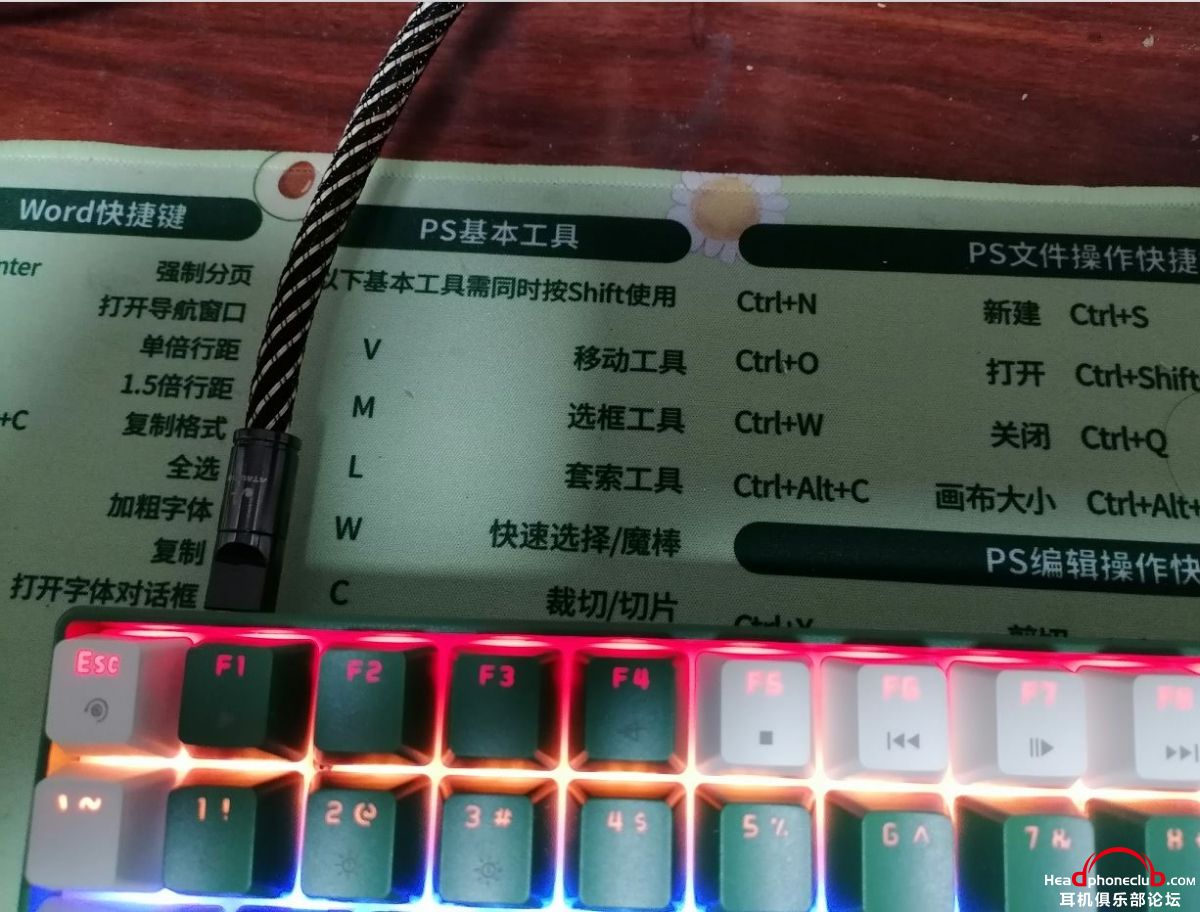 Word快捷键
强制分页
打开导航窗口
单倍行距
1.5倍行距
+C 复制格式
全选
加粗字体
复制
打开字体对话框
PS基本工具
以下基本工具需同时按Shift使用
V 移动工具
M 选框工具
L 套索工具
W 快速选择/魔棒
C 裁切/切片
PS文件操作快捷
Ctrl+N 新建 Ctrl+S
Ctrl+O 打开 Ctrl+Shift
Ctrl+W 关闭 Ctrl+Q
Ctrl+Alt+C 画布大小 Ctrl+Alt+
PS编辑操作快
Ctrl+X 剪切
Esc F1 F2 F3 F4 F5 F6 F7 F8
~ 1 ! 2 @ 3 # 4 $ 5 % 6 ^ 7 & 8
Headphoneclub.com
耳机俱乐部论坛